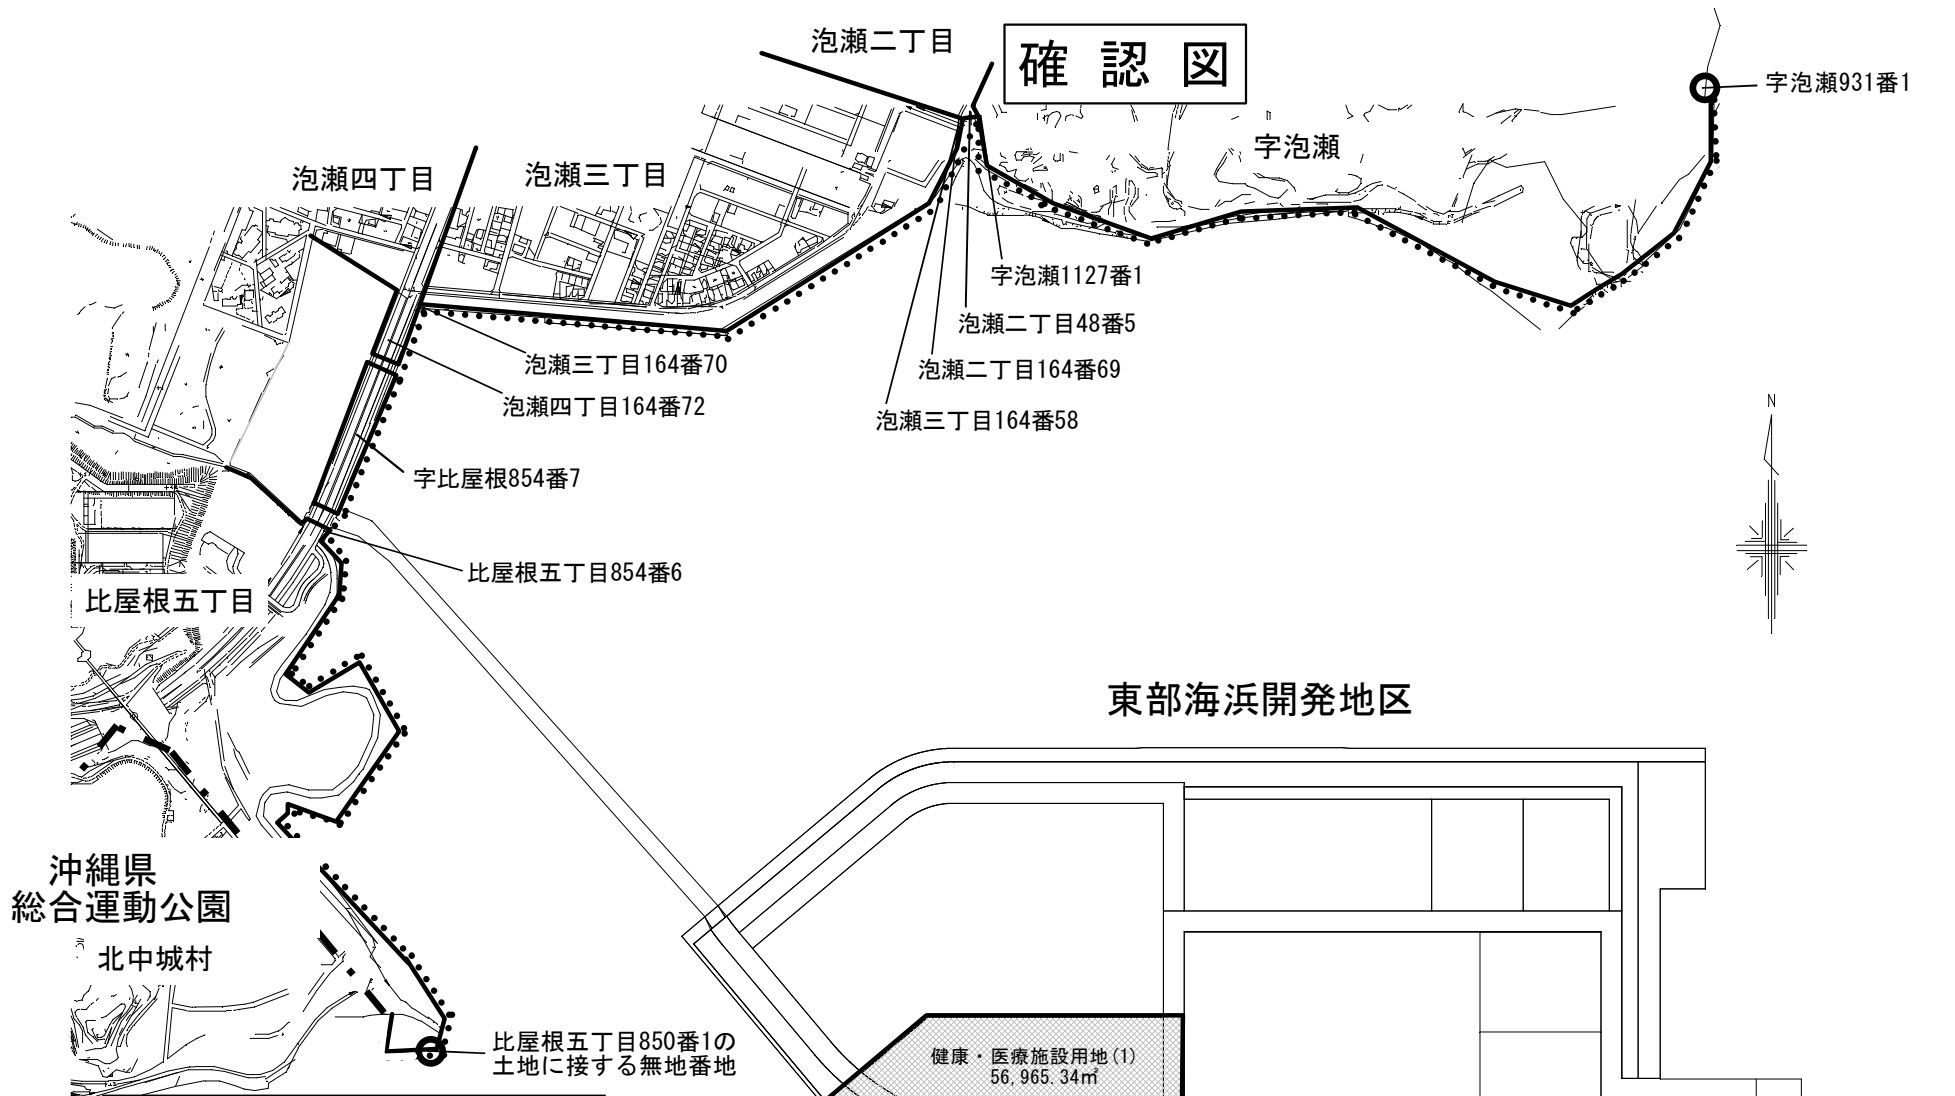 泡瀬二丁目
確 認 図
字泡瀬931番1
字泡瀬
泡瀬四丁目
泡瀬三丁目
字泡瀬1127番1
泡瀬二丁目48番5
泡瀬三丁目164番70
泡瀬二丁目164番69
泡瀬四丁目164番72
泡瀬三丁目164番58
N
字比屋根854番7
比屋根五丁目854番6
比屋根五丁目
東部海浜開発地区
沖縄県
総合運動公園
北中城村
比屋根五丁目850番1の
土地に接する無地番地
健康・医療施設用地(1)
56,965.34㎡